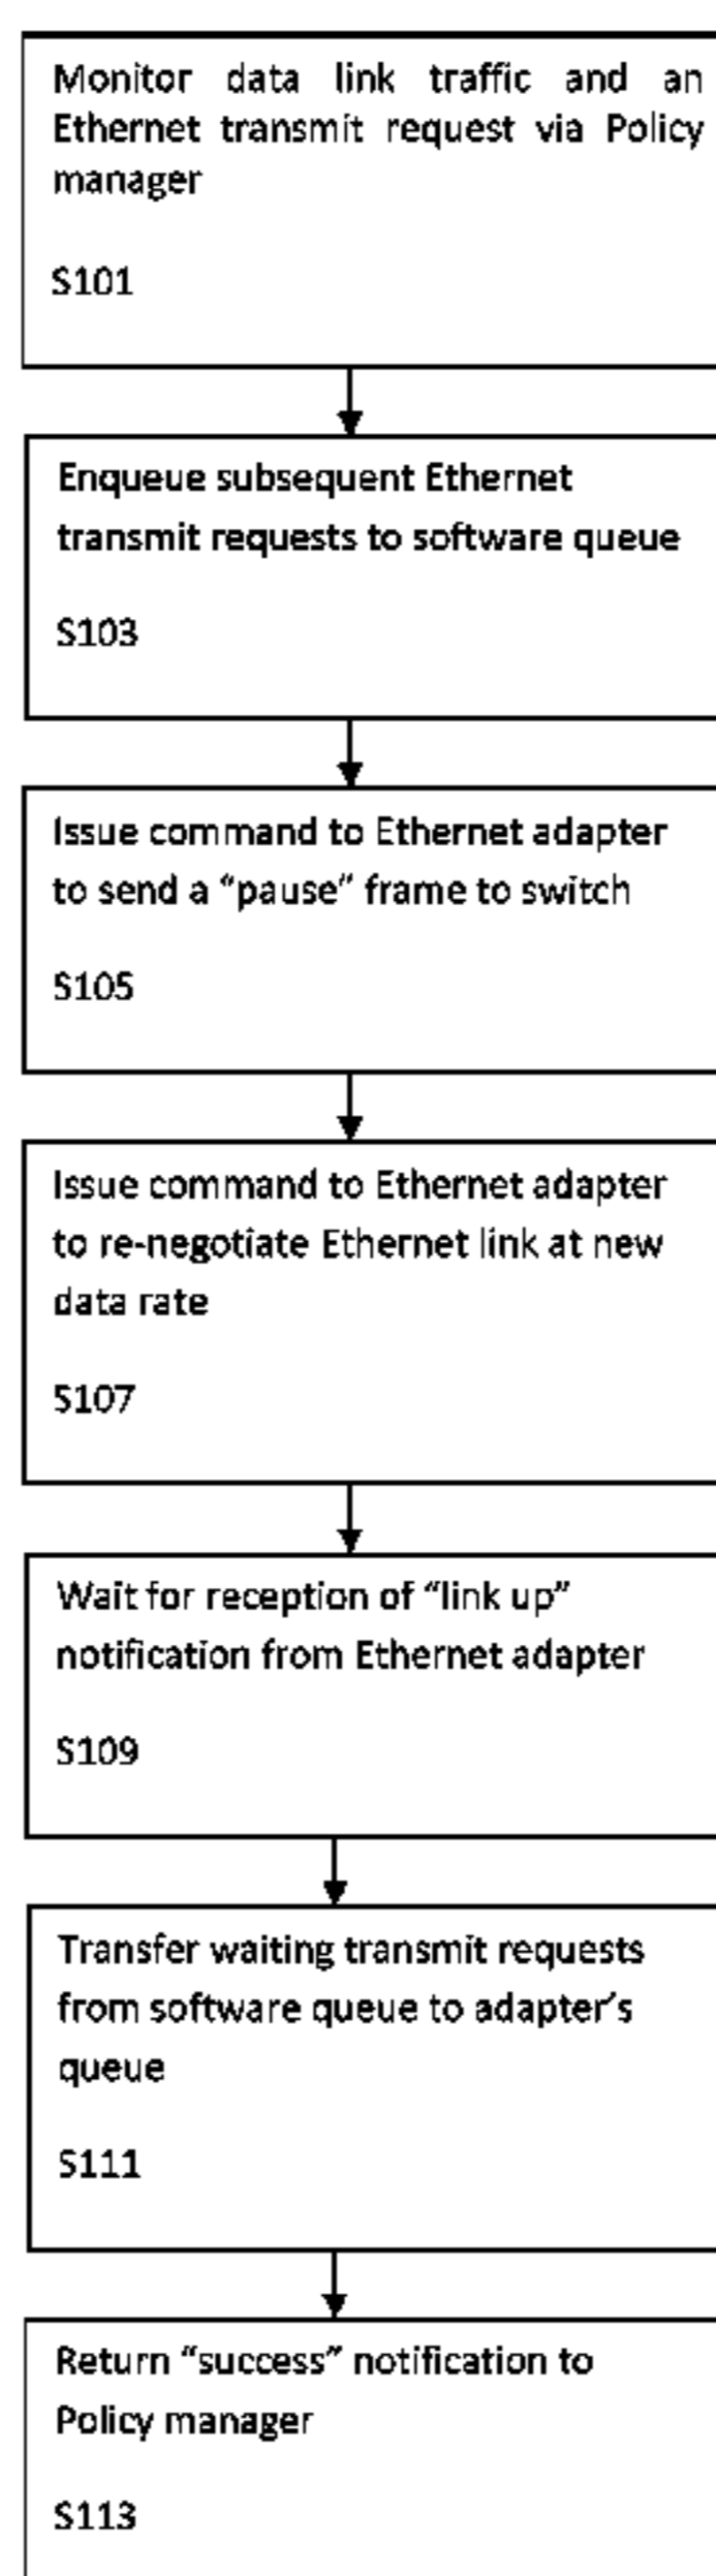 Monitor data link traffic and an
Ethernet transmit request via Policy
manager
S101
Enqueue subsequent Ethernet
transmit requests to software queue
S103
Issue command to Ethernet adapter
to send a “pause” frame to switch
S105
Issue command to Ethernet adapter
to re-negotiate Ethernet link at new
data rate
S107
Wait for reception of “link up”
notification from Ethernet adapter
S109
Transfer waiting transmit requests
from software queue to adapter’s
queue
S111
Return “success” notification to
Policy manager
S113